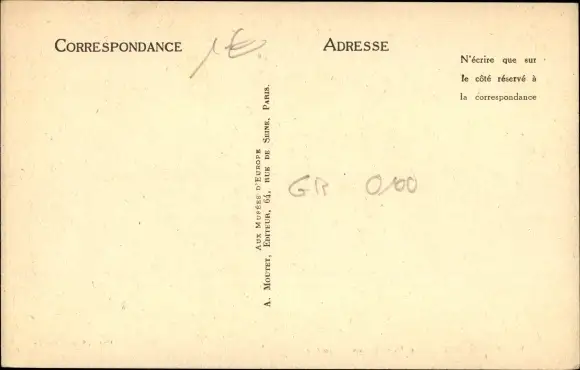 CORRESPONDANCE
1€
ADRESSE
N'écrire que sur
le côté réservé à
la correspondance
AUX MUSÉES D'EUROPE
A. MOUTET, EDITEUR, 64, RUE DE SEINE, PARIS.
GR 0100